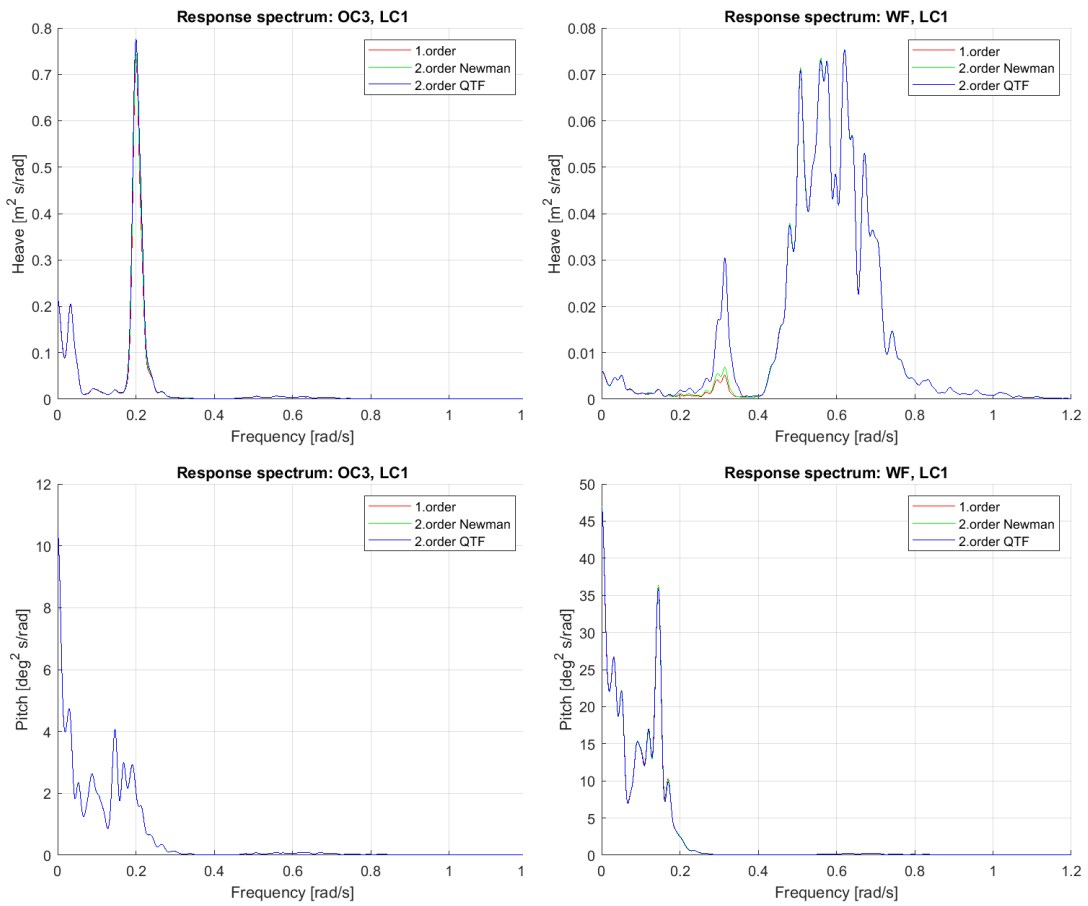 Response spectrum: OC3, LC1
0.8
0.7
0.6
0.5
0.4
0.3
0.2
0.1
0
Heave [m² s/rad]
1.order
2.order Newman
2.order QTF
0 0.2 0.4 0.6 0.8 1 1
Frequency [rad/s]
Response spectrum: WF, LC1
0.08
0.07
0.06
0.05
0.04
0.03
0.02
0.01
0
Heave [m² s/rad]
1.order
2.order Newman
2.order QTF
0 0.2 0.4 0.6 0.8 1 1.2
Frequency [rad/s]
Response spectrum: OC3, LC1
12
10
8
6
4
2
0
Pitch [deg² s/rad]
1.order
2.order Newman
2.order QTF
0 0.2 0.4 0.6 0.8 1 1
Frequency [rad/s]
Response spectrum: WF, LC1
50
45
40
35
30
25
20
15
10
5
0
Pitch [deg² s/rad]
1.order
2.order Newman
2.order QTF
0 0.2 0.4 0.6 0.8 1 1.2
Frequency [rad/s]